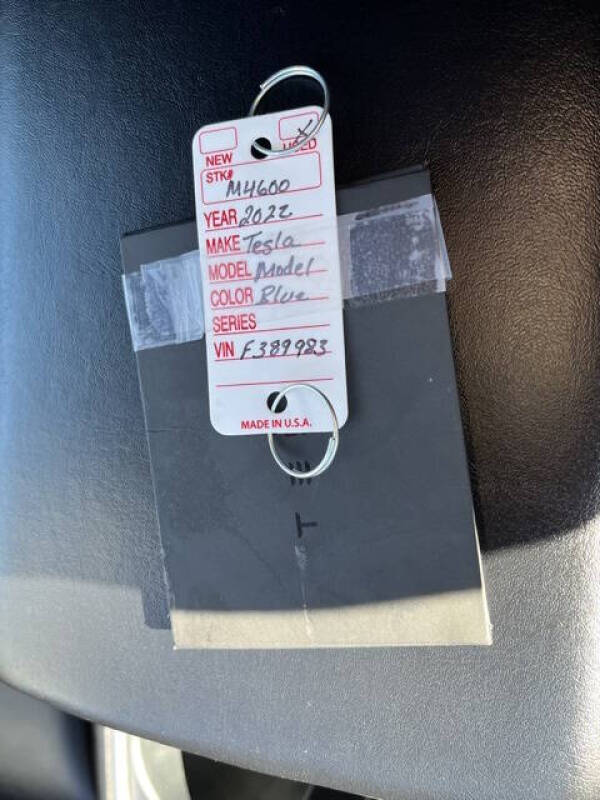 NEW USED
STK# M4600
YEAR 2022
MAKE Tesla
MODEL Model
COLOR Blue
SERIES
VIN F389983
MADE IN U.S.A.
T E